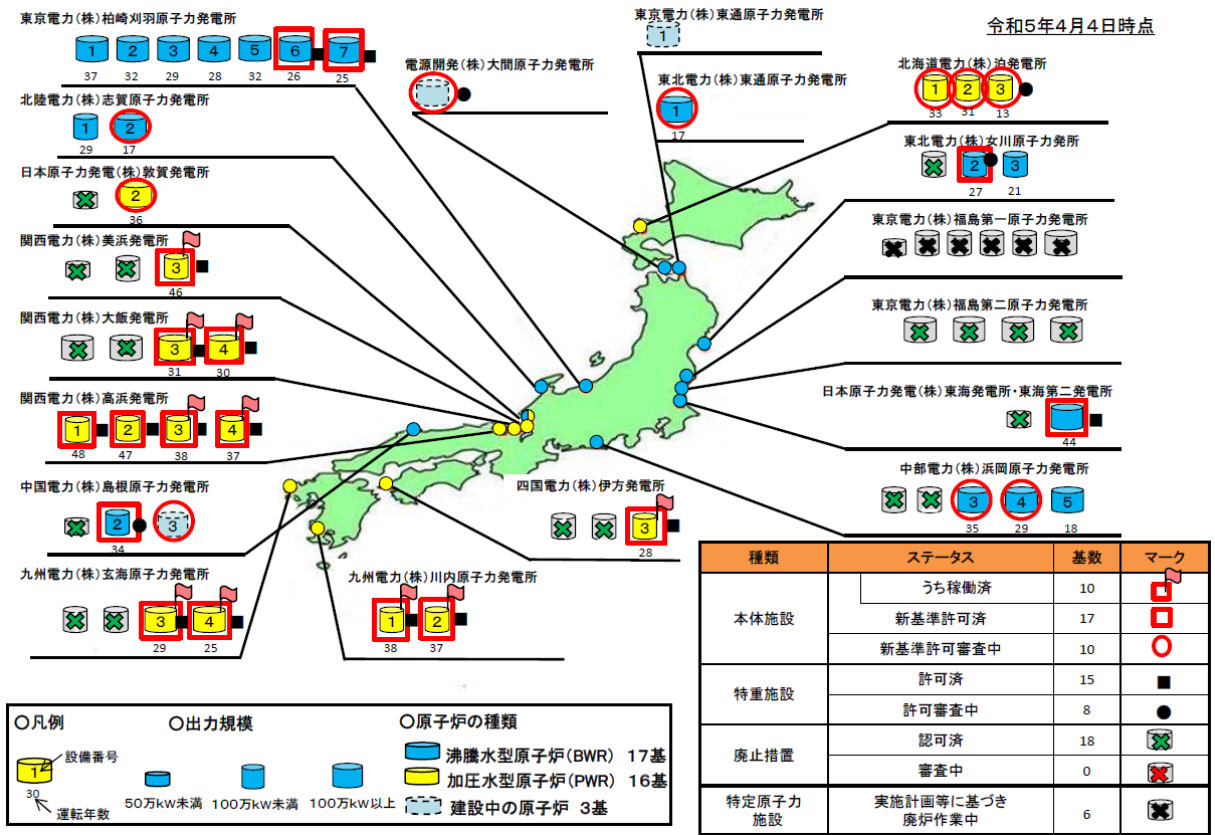 令和5年4月4日時点
東京電力(株)柏崎刈羽原子力発電所
1 2 3 4 5 6 7
37 32 29 28 32 26 25
北陸電力(株)志賀原子力発電所
1 2
29 17
日本原子力発電(株)敦賀発電所
2
36
関西電力(株)美浜発電所
3
46
関西電力(株)大飯発電所
3 4
31 30
関西電力(株)高浜発電所
1 2 3 4
48 47 38 37
中国電力(株)島根原子力発電所
2 3
34
九州電力(株)玄海原子力発電所
3 4
29 25
東京電力(株)東通原子力発電所
1
電源開発(株)大間原子力発電所
東北電力(株)東通原子力発電所
1
17
北海道電力(株)泊発電所
1 2 3
33 31 13
東北電力(株)女川原子力発所
2 3
27 21
東京電力(株)福島第一原子力発電所
東京電力(株)福島第二原子力発電所
日本原子力発電(株)東海発電所・東海第二発電所
44
中部電力(株)浜岡原子力発電所
3 4 5
35 29 18
四国電力(株)伊方発電所
3
28
九州電力(株)川内原子力発電所
1 2
38 37
種類 ステータス 基数 マーク
本体施設
うち稼働済 10
新基準許可済 17
新基準許可審査中 10
特重施設
許可済 15
許可審査中 8
廃止措置
認可済 18
審査中 0
特定原子力
施設
実施計画等に基づき
廃炉作業中
6
○凡例
設備番号
1
30
運転年数
○出力規模
50万kw未満 100万kw未満 100万kw以上
○原子炉の種類
沸騰水型原子炉(BWR) 17基
加圧水型原子炉(PWR) 16基
建設中の原子炉 3基